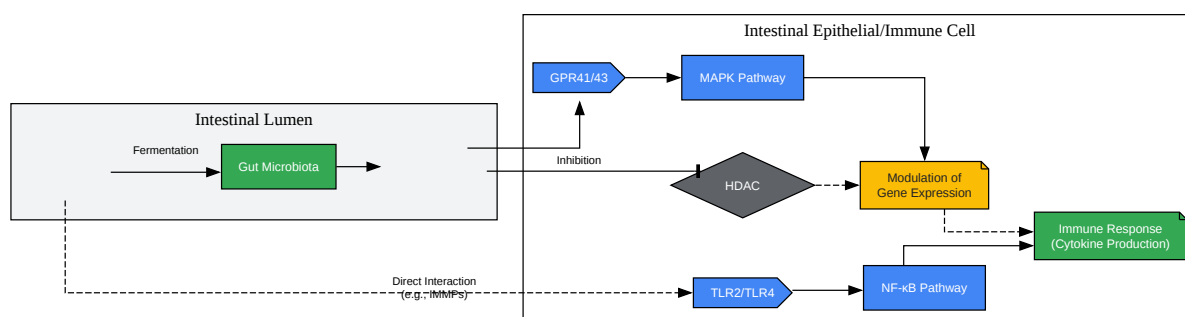 Intestinal Epithelial/Immune Cell
GPR41/43
MAPK Pathway
Intestinal Lumen
Fermentation
Gut Microbiota
Inhibition
HDAC
Modulation of
Gene Expression
Immune Response
(Cytokine Production)
Direct Interaction
(e.g., iMMPs)
TLR2/TLR4
NF-κB Pathway